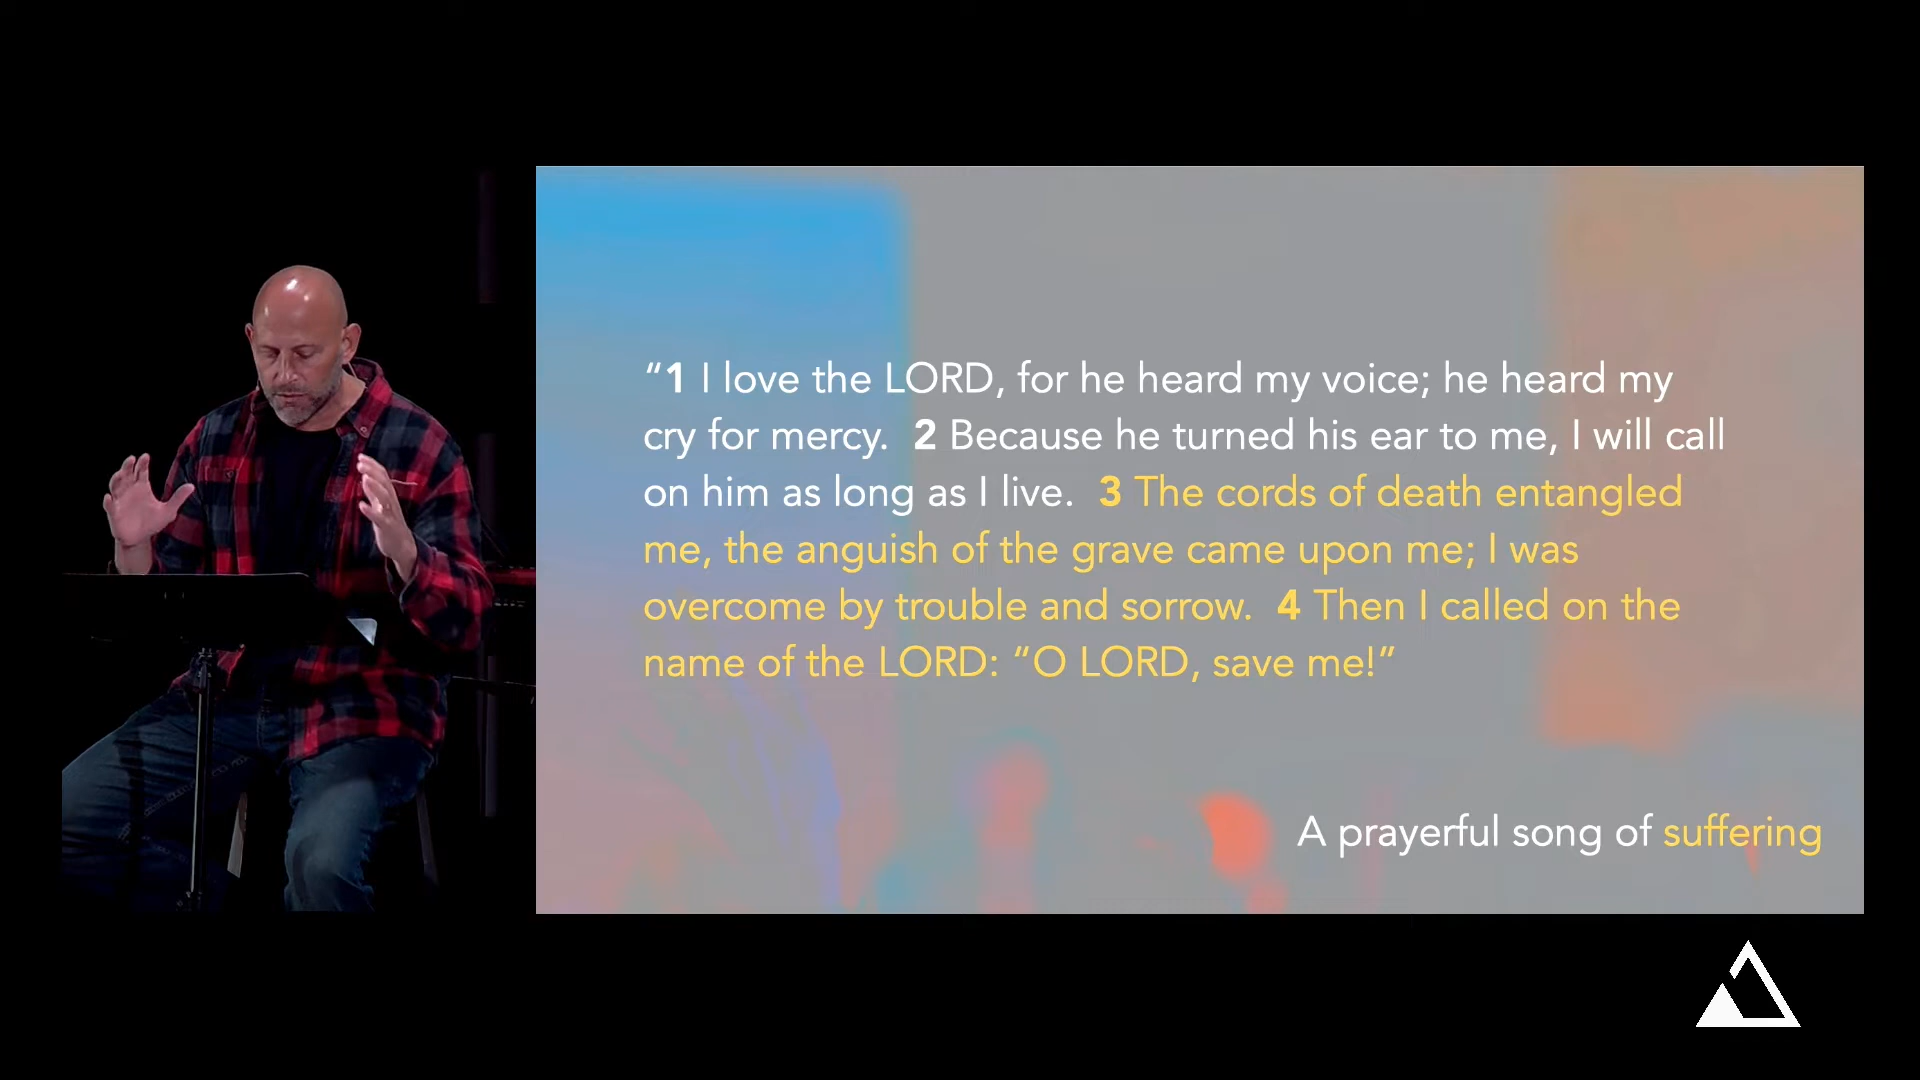 “1 I love the LORD, for he heard my voice; he heard my
cry for mercy. 2 Because he turned his ear to me, I will call
on him as long as I live. 3 The cords of death entangled
me, the anguish of the grave came upon me; I was
overcome by trouble and sorrow. 4 Then I called on the
name of the LORD: “O LORD, save me!”
A prayerful song of suffering